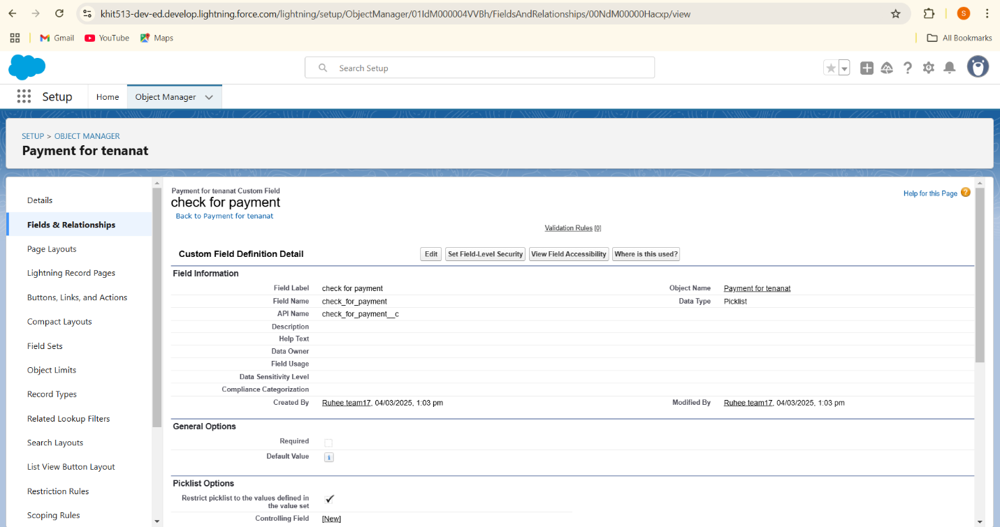 khit513-dev-ed.develop.lightning.force.com/lightning/setup/ObjectManager/01IdM000004VVBh/FieldsAndRelationships/00NdM00000Hacxp/view
S
Gmail YouTube Maps All Bookmarks
Search Setup
Setup Home Object Manager
SETUP > OBJECT MANAGER
Payment for tenanat
Details
Fields & Relationships
Page Layouts
Lightning Record Pages
Buttons, Links, and Actions
Compact Layouts
Field Sets
Object Limits
Record Types
Related Lookup Filters
Search Layouts
List View Button Layout
Restriction Rules
Scoping Rules
Payment for tenanat Custom Field
check for payment
Back to Payment for tenanat
Help for this Page ?
Validation Rules [0]
Custom Field Definition Detail Edit Set Field-Level Security View Field Accessibility Where is this used?
Field Information
Field Label check for payment Object Name Payment for tenanat
Field Name check_for_payment Data Type Picklist
API Name check_for_payment__c
Description
Help Text
Data Owner
Field Usage
Data Sensitivity Level
Compliance Categorization
Created By Ruhee team17, 04/03/2025, 1:03 pm Modified By Ruhee team17, 04/03/2025, 1:03 pm
General Options
Required
Default Value i
Picklist Options
Restrict picklist to the values defined in
the value set
Controlling Field [New]